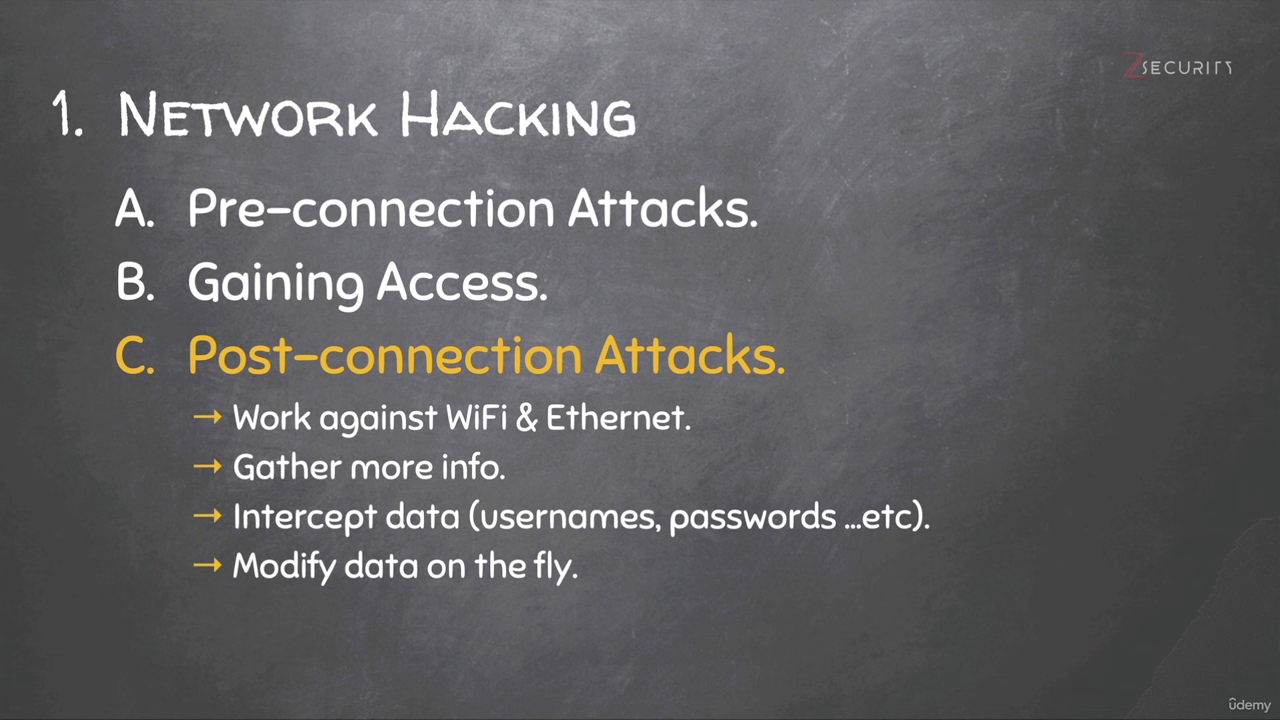 ZSECURITY
1. NETWORK HACKING
A. Pre-connection Attacks.
B. Gaining Access.
C. Post-connection Attacks.
→ Work against WiFi & Ethernet.
→ Gather more info.
→ Intercept data (usernames, passwords ...etc).
→ Modify data on the fly.
ûdemy